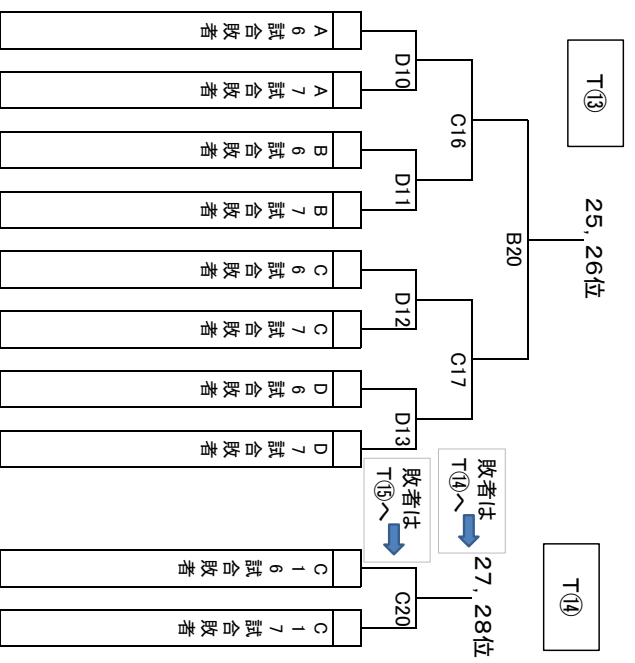 T⑬
T⑭
25, 26位
B20
27, 28位
敗者は
T⑭へ
C16
C17
敗者は
T⑮へ
D10
D11
D12
D13
C20
A6試合敗者
A7試合敗者
B6試合敗者
B7試合敗者
C6試合敗者
C7試合敗者
D6試合敗者
D7試合敗者
C16試合敗者
C17試合敗者